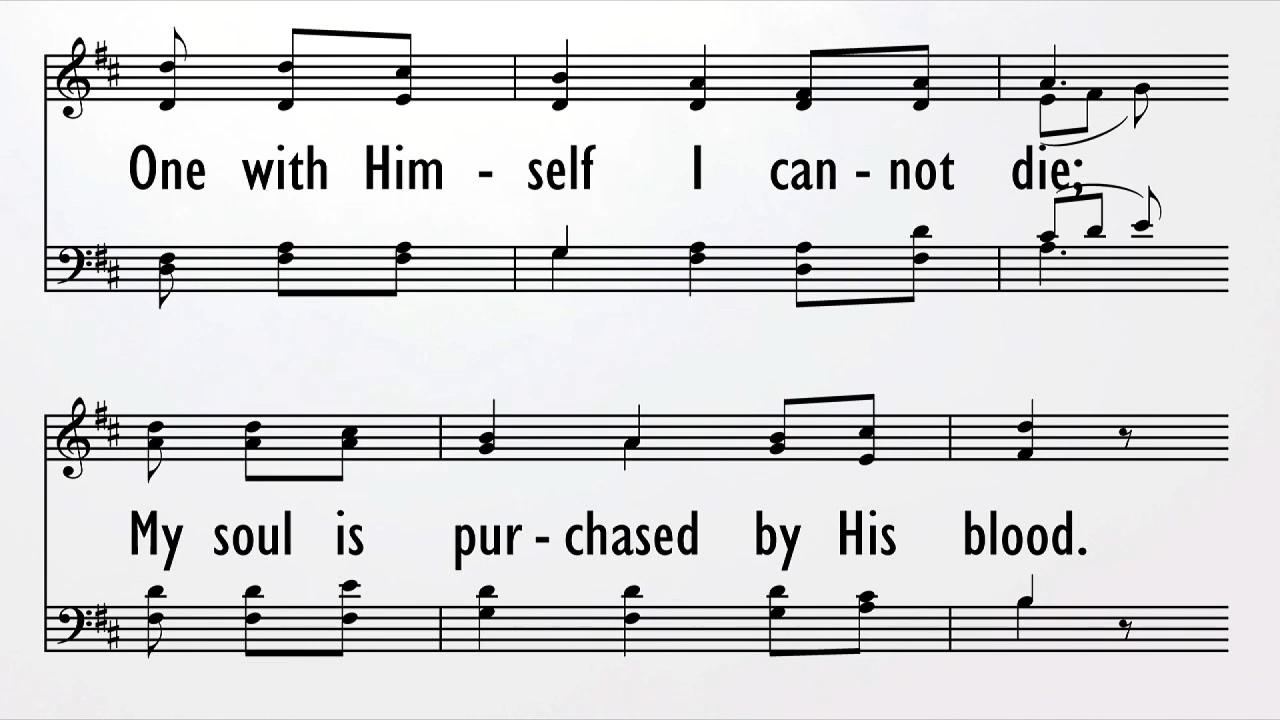 One with Him - self I can - not die;
My soul is pur - chased by His blood.